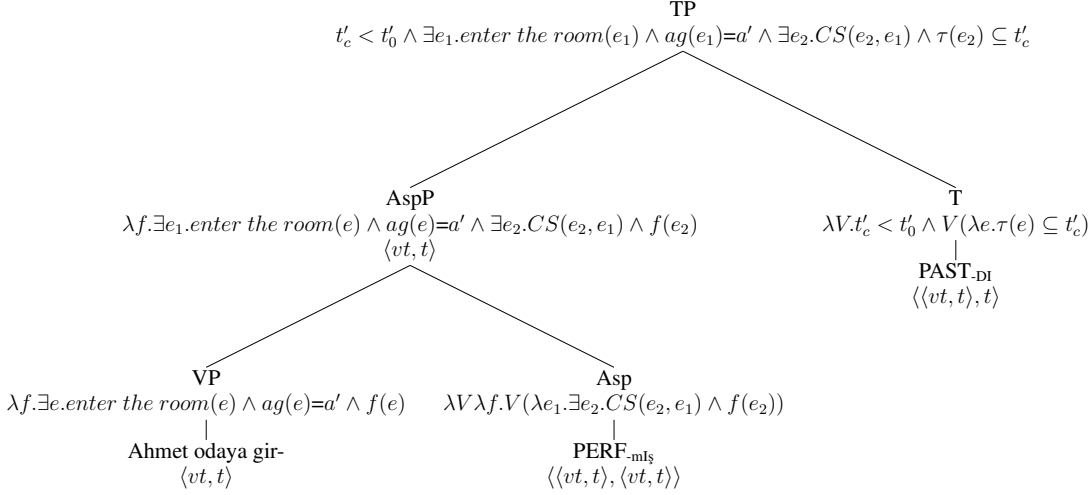 TP
t′c < t′0 ∧ ∃e1.enter the room(e1) ∧ ag(e1)=a′ ∧ ∃e2.CS(e2, e1) ∧ τ(e2) ⊆ t′c
AspP
λf.∃e1.enter the room(e) ∧ ag(e)=a′ ∧ ∃e2.CS(e2, e1) ∧ f(e2)
⟨vt, t⟩
T
λV.t′c < t′0 ∧ V(λe.τ(e) ⊆ t′c)
PAST-DI
⟨⟨vt, t⟩, t⟩
VP
λf.∃e.enter the room(e) ∧ ag(e)=a′ ∧ f(e)
Ahmet odaya gir-
⟨vt, t⟩
Asp
λVλf.V(λe1.∃e2.CS(e2, e1) ∧ f(e2))
PERF-mIş
⟨⟨vt, t⟩, ⟨vt, t⟩⟩